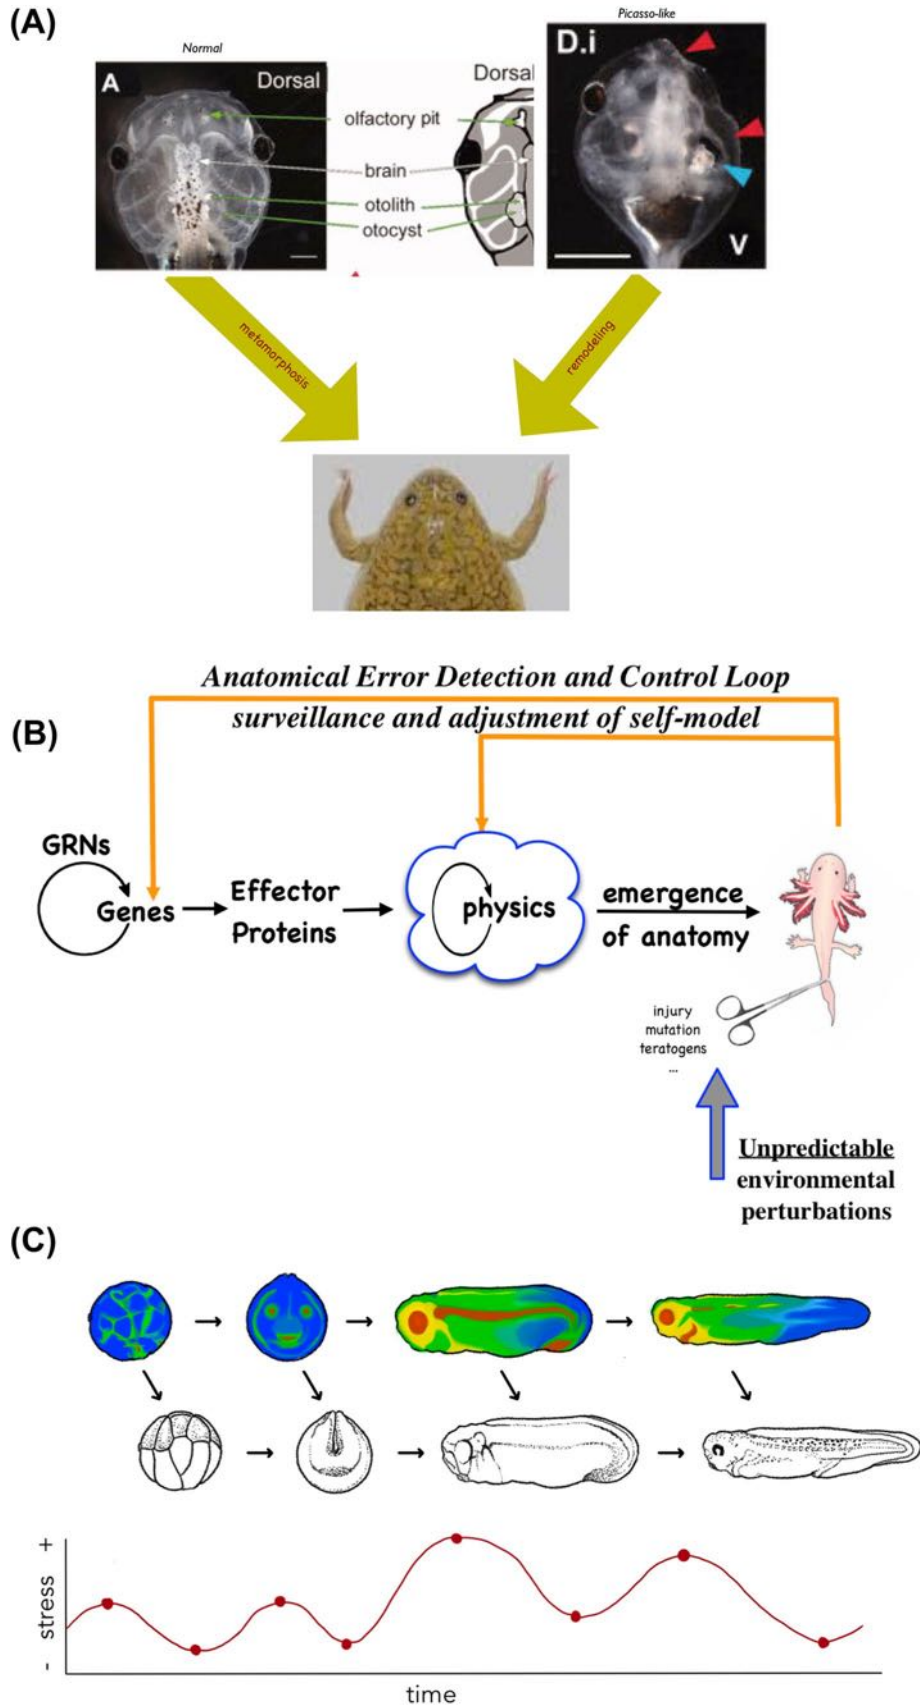 (A)
Normal
Picasso-like
A
Dorsal
Dorsal
D.i
olfactory pit
brain
otolith
otocyst
V
metamorphosis
remodeling
Anatomical Error Detection and Control Loop
surveillance and adjustment of self-model
(B)
GRNs
Genes
Effector
Proteins
physics
emergence
of anatomy
injury
mutation
teratogens
...
Unpredictable
environmental
perturbations
(C)
- stress +
time